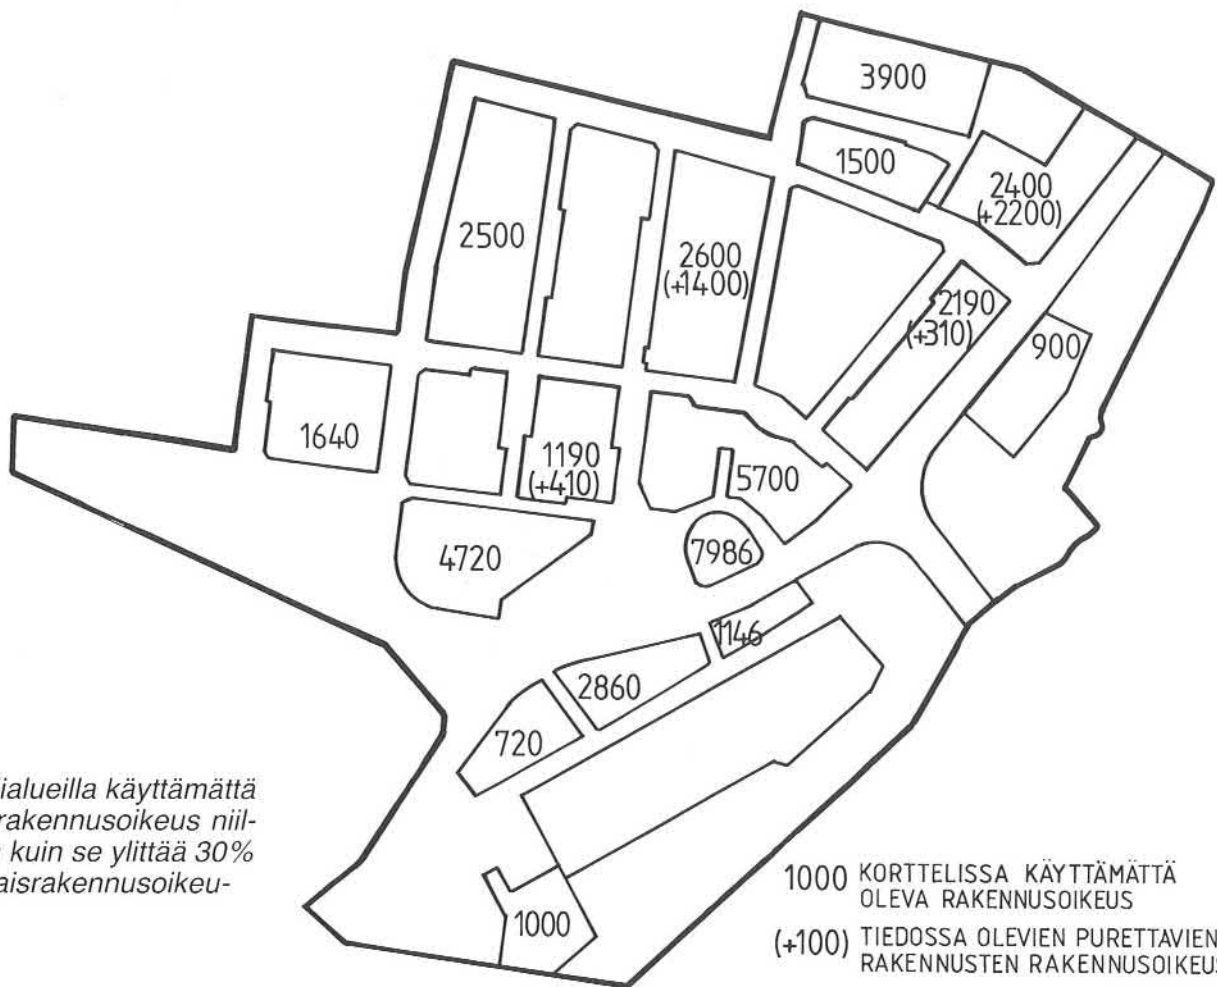 3900
1500
2400
(+2200)
2500
2600
(+1400)
2190
(+310)
900
1640
1190
(+410)
5700
4720
7986
1146
2860
720
1000
käyttämättä
rakennusoikeus niil-
kuin se ylittää 30%
1000 KORTTELISSA KÄYTTÄMÄTTÄ
OLEVA RAKENNUSOIKEUS
(+100) TIEDOSSA OLEVIEN PURETTAVIEN
RAKENNUSTEN RAKENNUSOIKEUS